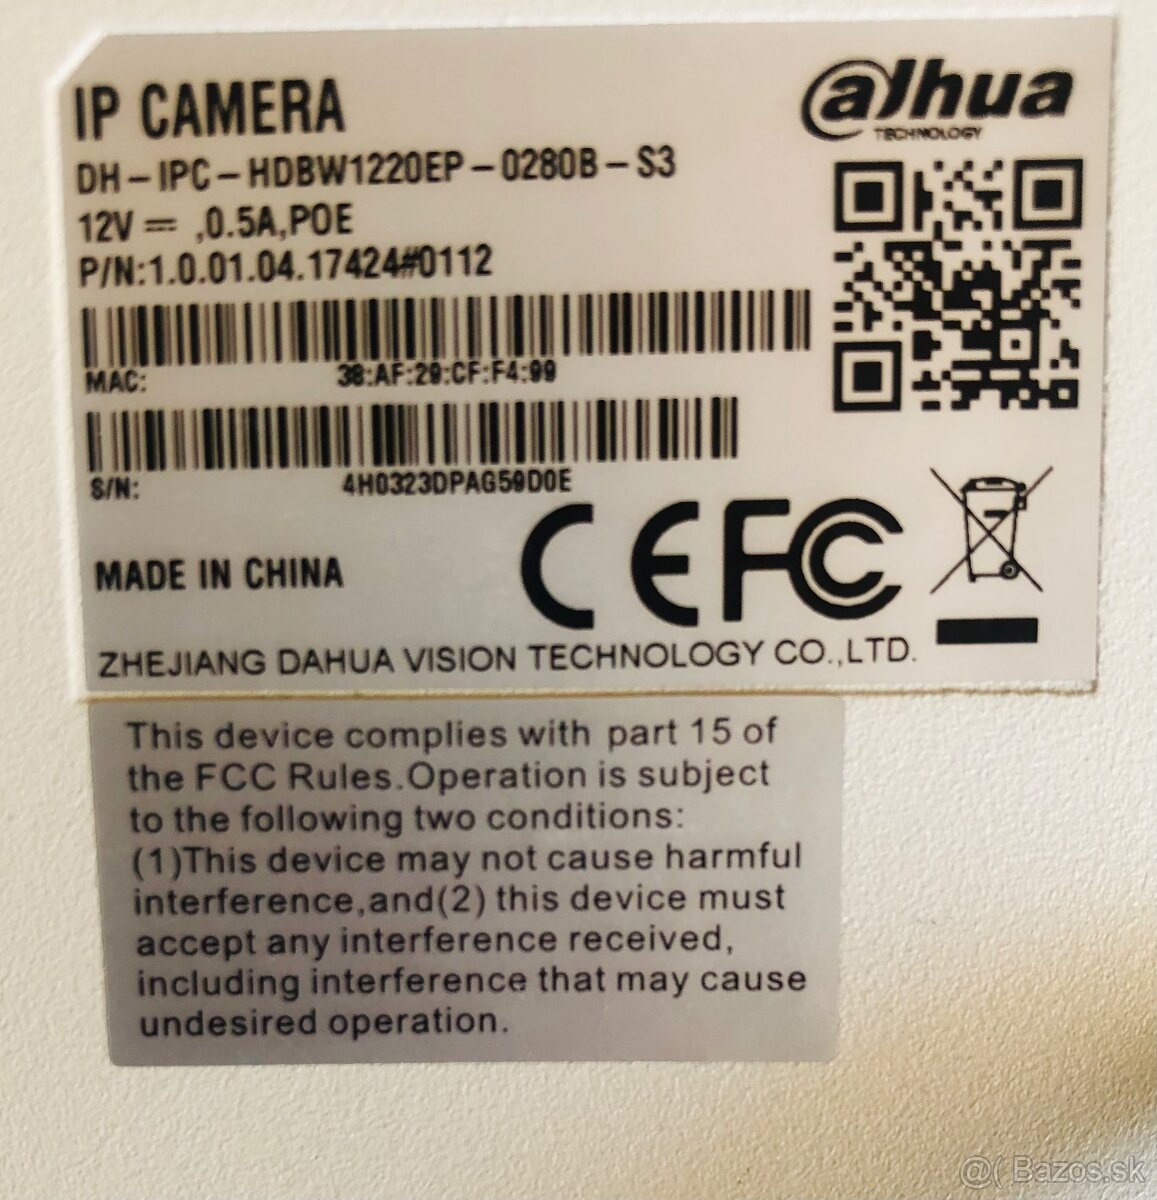 IP CAMERA
alhua
TECHNOLOGY
DH-IPC-HDBW1220EP-0280B-S3
12V ⎓ ,0.5A,POE
P/N:1.0.01.04.17424#0112
MAC: 38:AF:29:CF:F4:99
S/N: 4H0323DPAG59D0E
CE FC
MADE IN CHINA
ZHEJIANG DAHUA VISION TECHNOLOGY CO.,LTD.
This device complies with part 15 of
the FCC Rules.Operation is subject
to the following two conditions:
(1)This device may not cause harmful
interference,and(2) this device must
accept any interference received,
including interference that may cause
undesired operation.
@( Bazos.sk